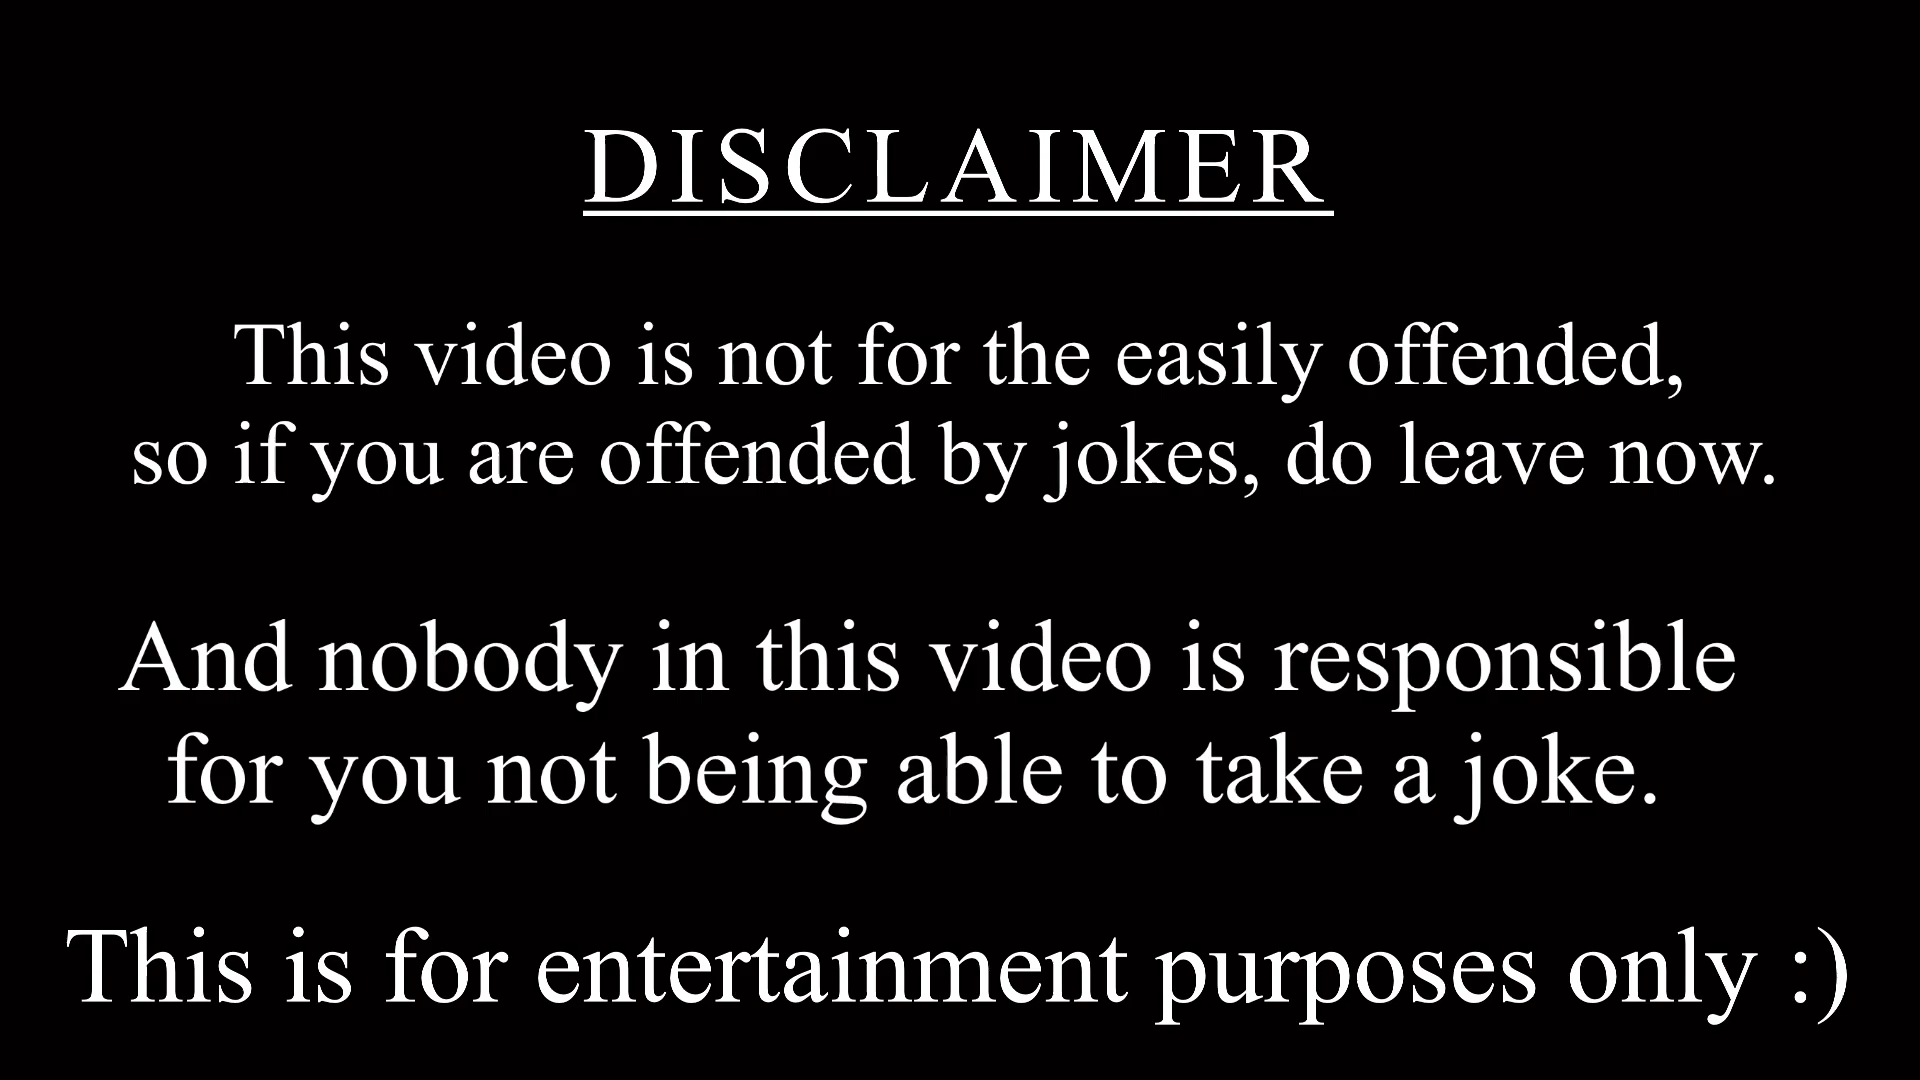 DISCLAIMER
This video is not for the easily offended,
so if you are offended by jokes, do leave now.
And nobody in this video is responsible
for you not being able to take a joke.
This is for entertainment purposes only :)